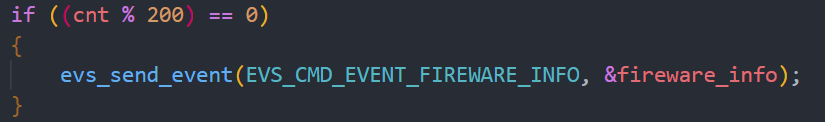 if ((cnt % 200) == 0)
{
evs_send_event(EVS_CMD_EVENT_FIREWARE_INFO, &fireware_info);
}